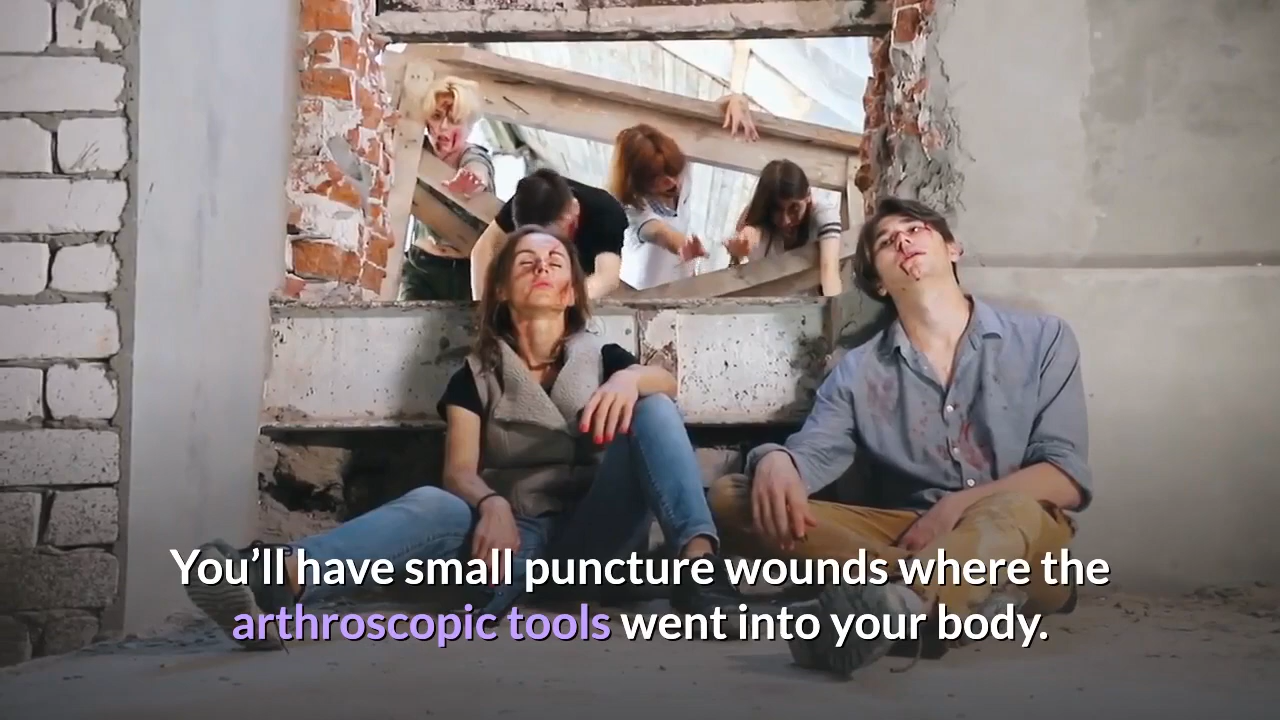 You’ll have small puncture wounds where the
arthroscopic tools went into your body.